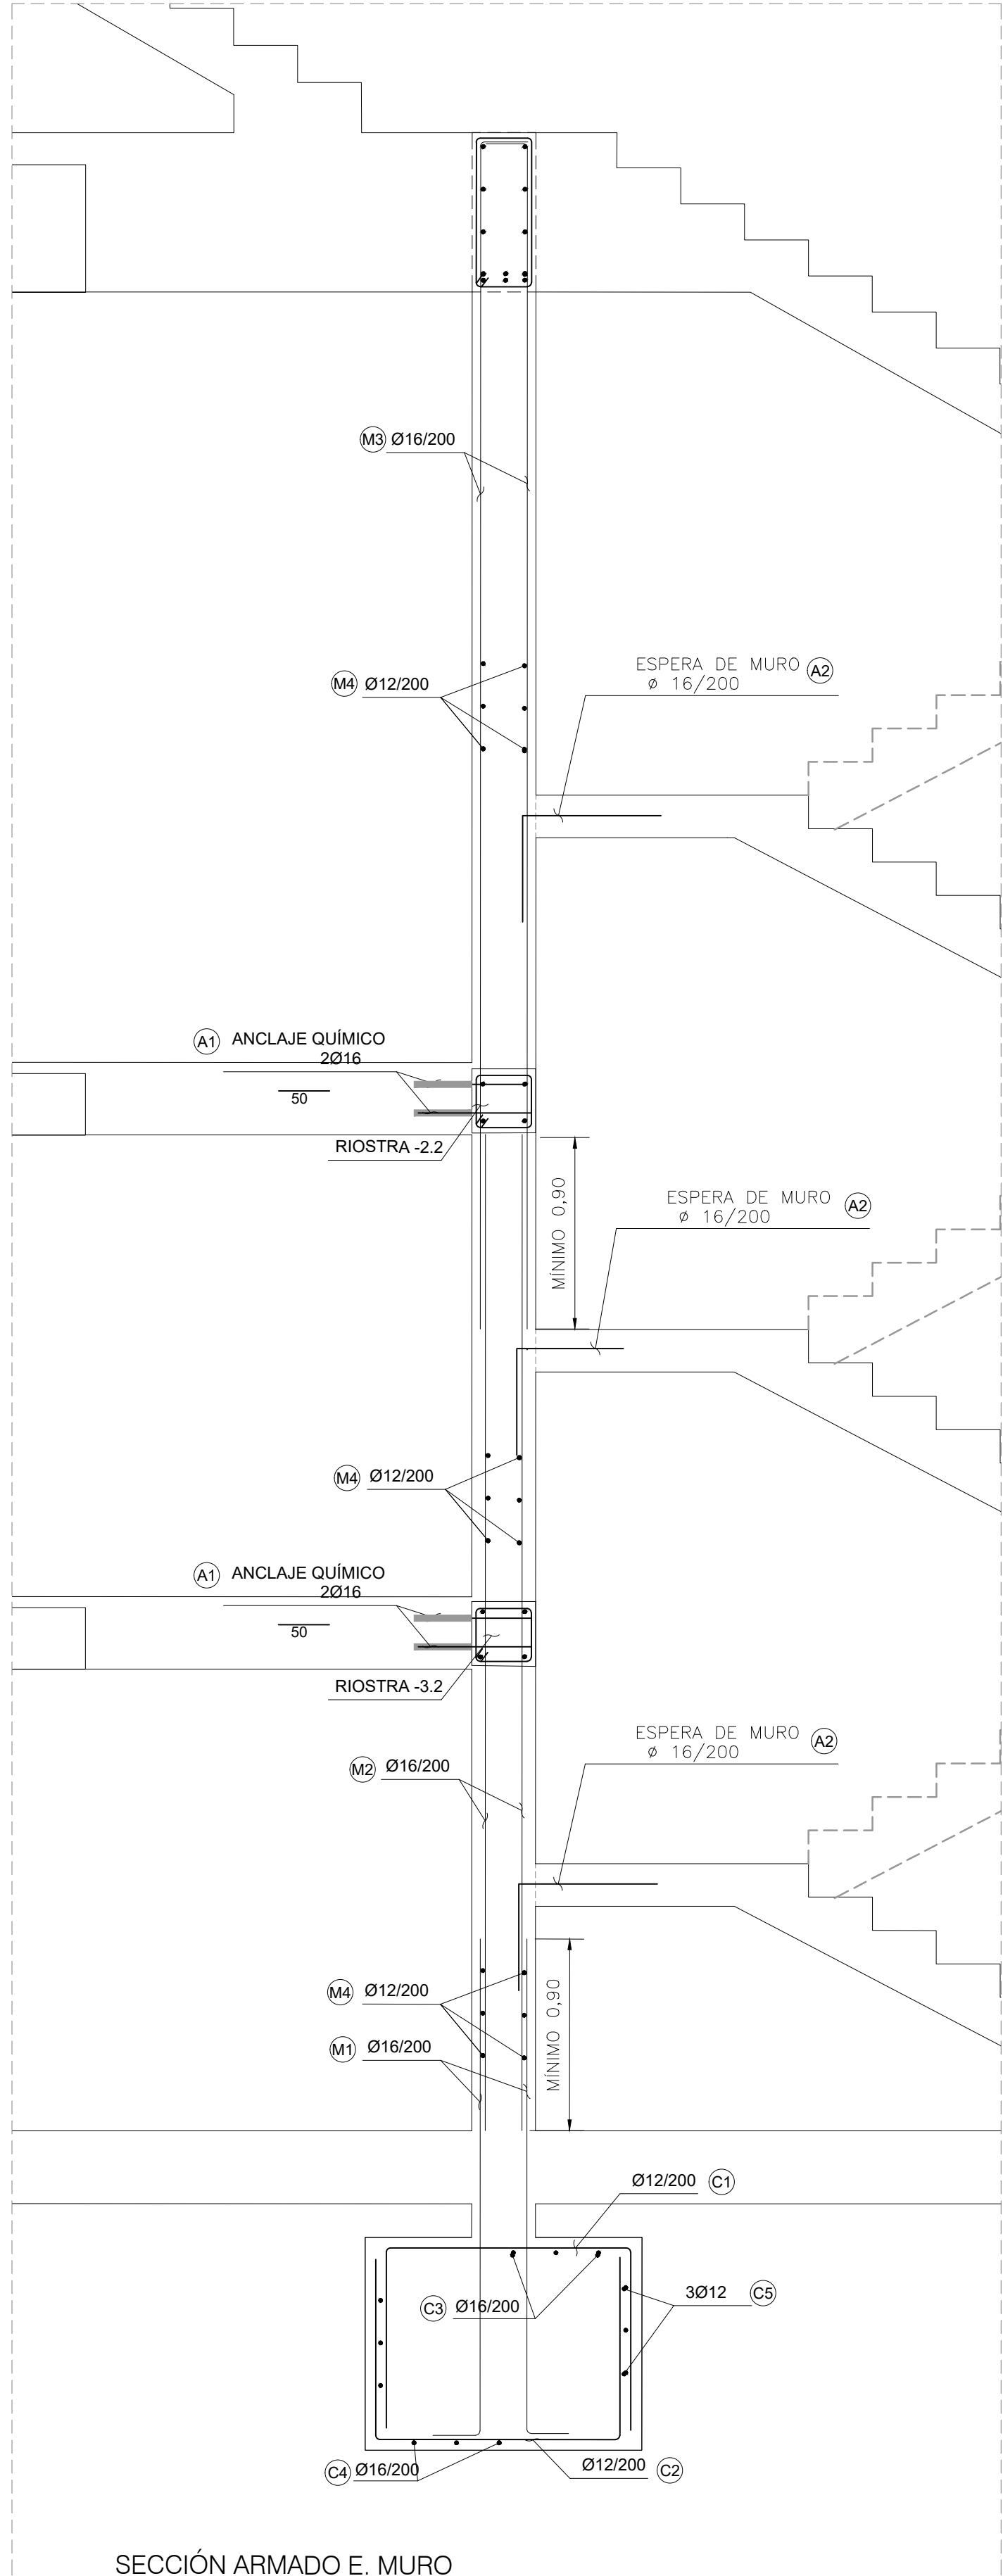 M3 Ø16/200
ESPERA DE MURO A2
ø 16/200
M4 Ø12/200
A1 ANCLAJE QUÍMICO
2Ø16
50
RIOSTRA -2.2
MÍNIMO 0,90
ESPERA DE MURO A2
ø 16/200
M4 Ø12/200
A1 ANCLAJE QUÍMICO
2Ø16
50
RIOSTRA -3.2
ESPERA DE MURO A2
ø 16/200
M2 Ø16/200
M4 Ø12/200
MÍNIMO 0,90
M1 Ø16/200
Ø12/200 C1
3Ø12 C5
C3 Ø16/200
C4 Ø16/200
Ø12/200 C2
SECCIÓN ARMADO E. MURO